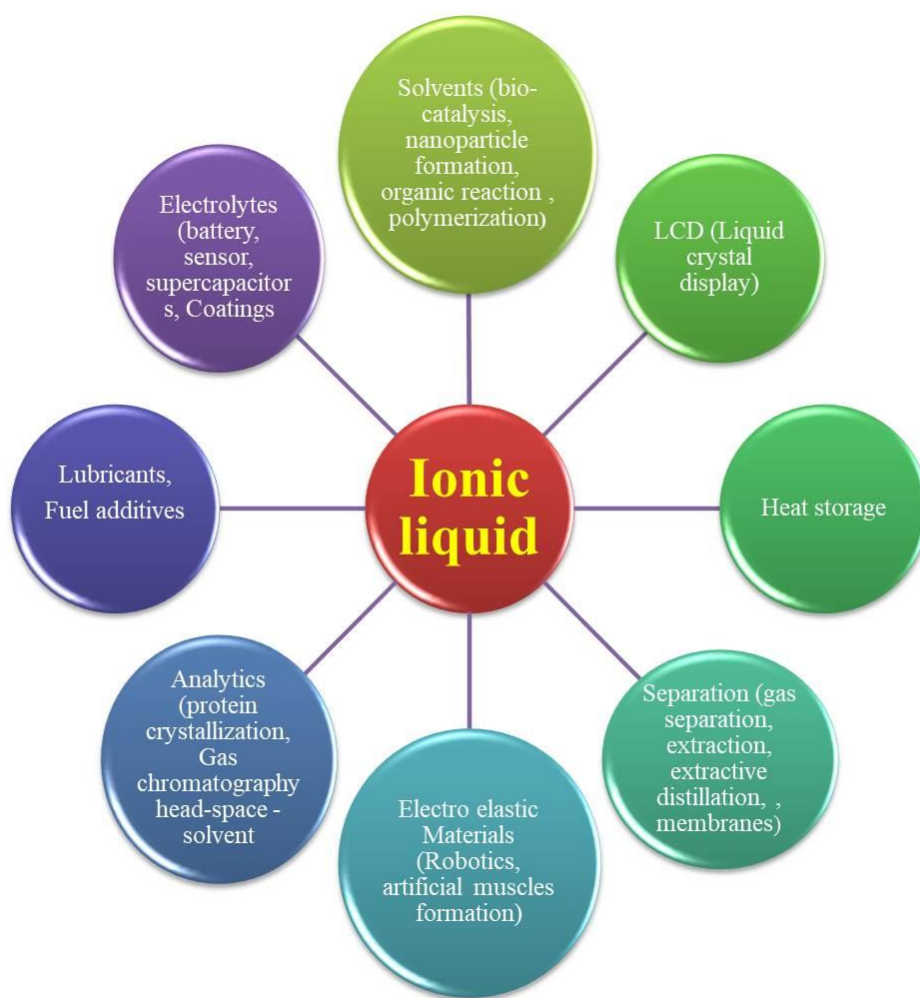 Solvents (bio-
catalysis,
nanoparticle
formation,
organic reaction ,
polymerization)
LCD (Liquid
crystal
display)
Heat storage
Separation (gas
separation,
extraction,
extractive
distillation, ,
membranes)
Electro elastic
Materials
(Robotics,
artificial muscles
formation)
Analytics
(protein
crystallization,
Gas
chromatography
head-space -
solvent
Lubricants,
Fuel additives
Electrolytes
(battery,
sensor,
supercapacitor
s, Coatings
Ionic
liquid